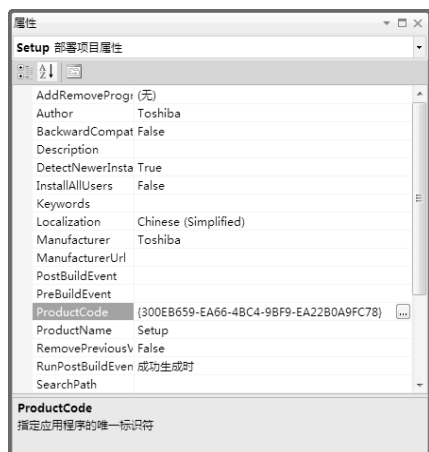 属性
Setup 部署项目属性
AddRemoveProgr (无)
Author Toshiba
BackwardCompat False
Description
DetectNewerInsta True
InstallAllUsers False
Keywords
Localization Chinese (Simplified)
Manufacturer Toshiba
ManufacturerUrl
PostBuildEvent
PreBuildEvent
ProductCode {300EB659-EA66-4BC4-9BF9-EA22B0A9FC78} ...
ProductName Setup
RemovePreviousV False
RunPostBuildEven 成功生成时
SearchPath
ProductCode
指定应用程序的唯一标识符